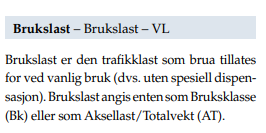 Brukslast – Brukslast – VL
Brukslast er den trafikklast som brua tillates
for ved vanlig bruk (dvs. uten spesiell dispen-
sasjon). Brukslast angis enten som Bruksklasse
(Bk) eller som Aksellast/Totalvekt (AT).